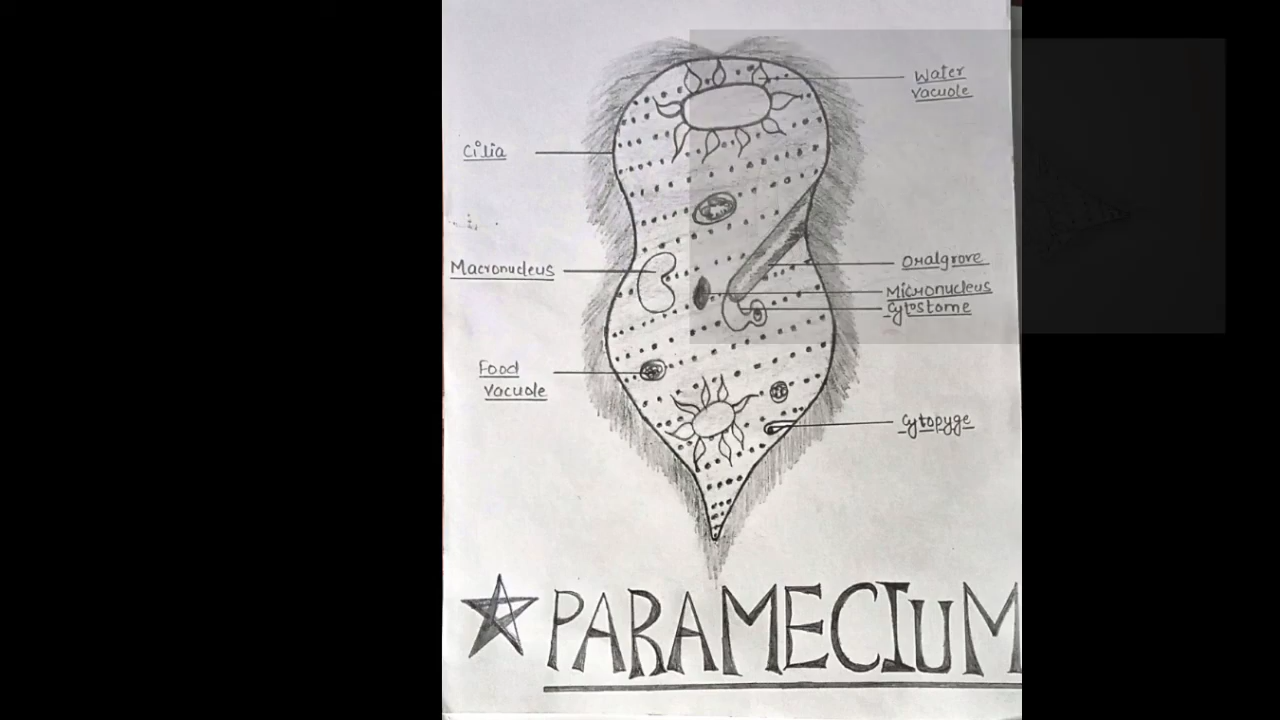 Water
vacuole
Cilia
Macronucleus
Oralgrove
Micronucleus
Cytostome
Food
vacuole
Cytopyge
PARAMECIUM